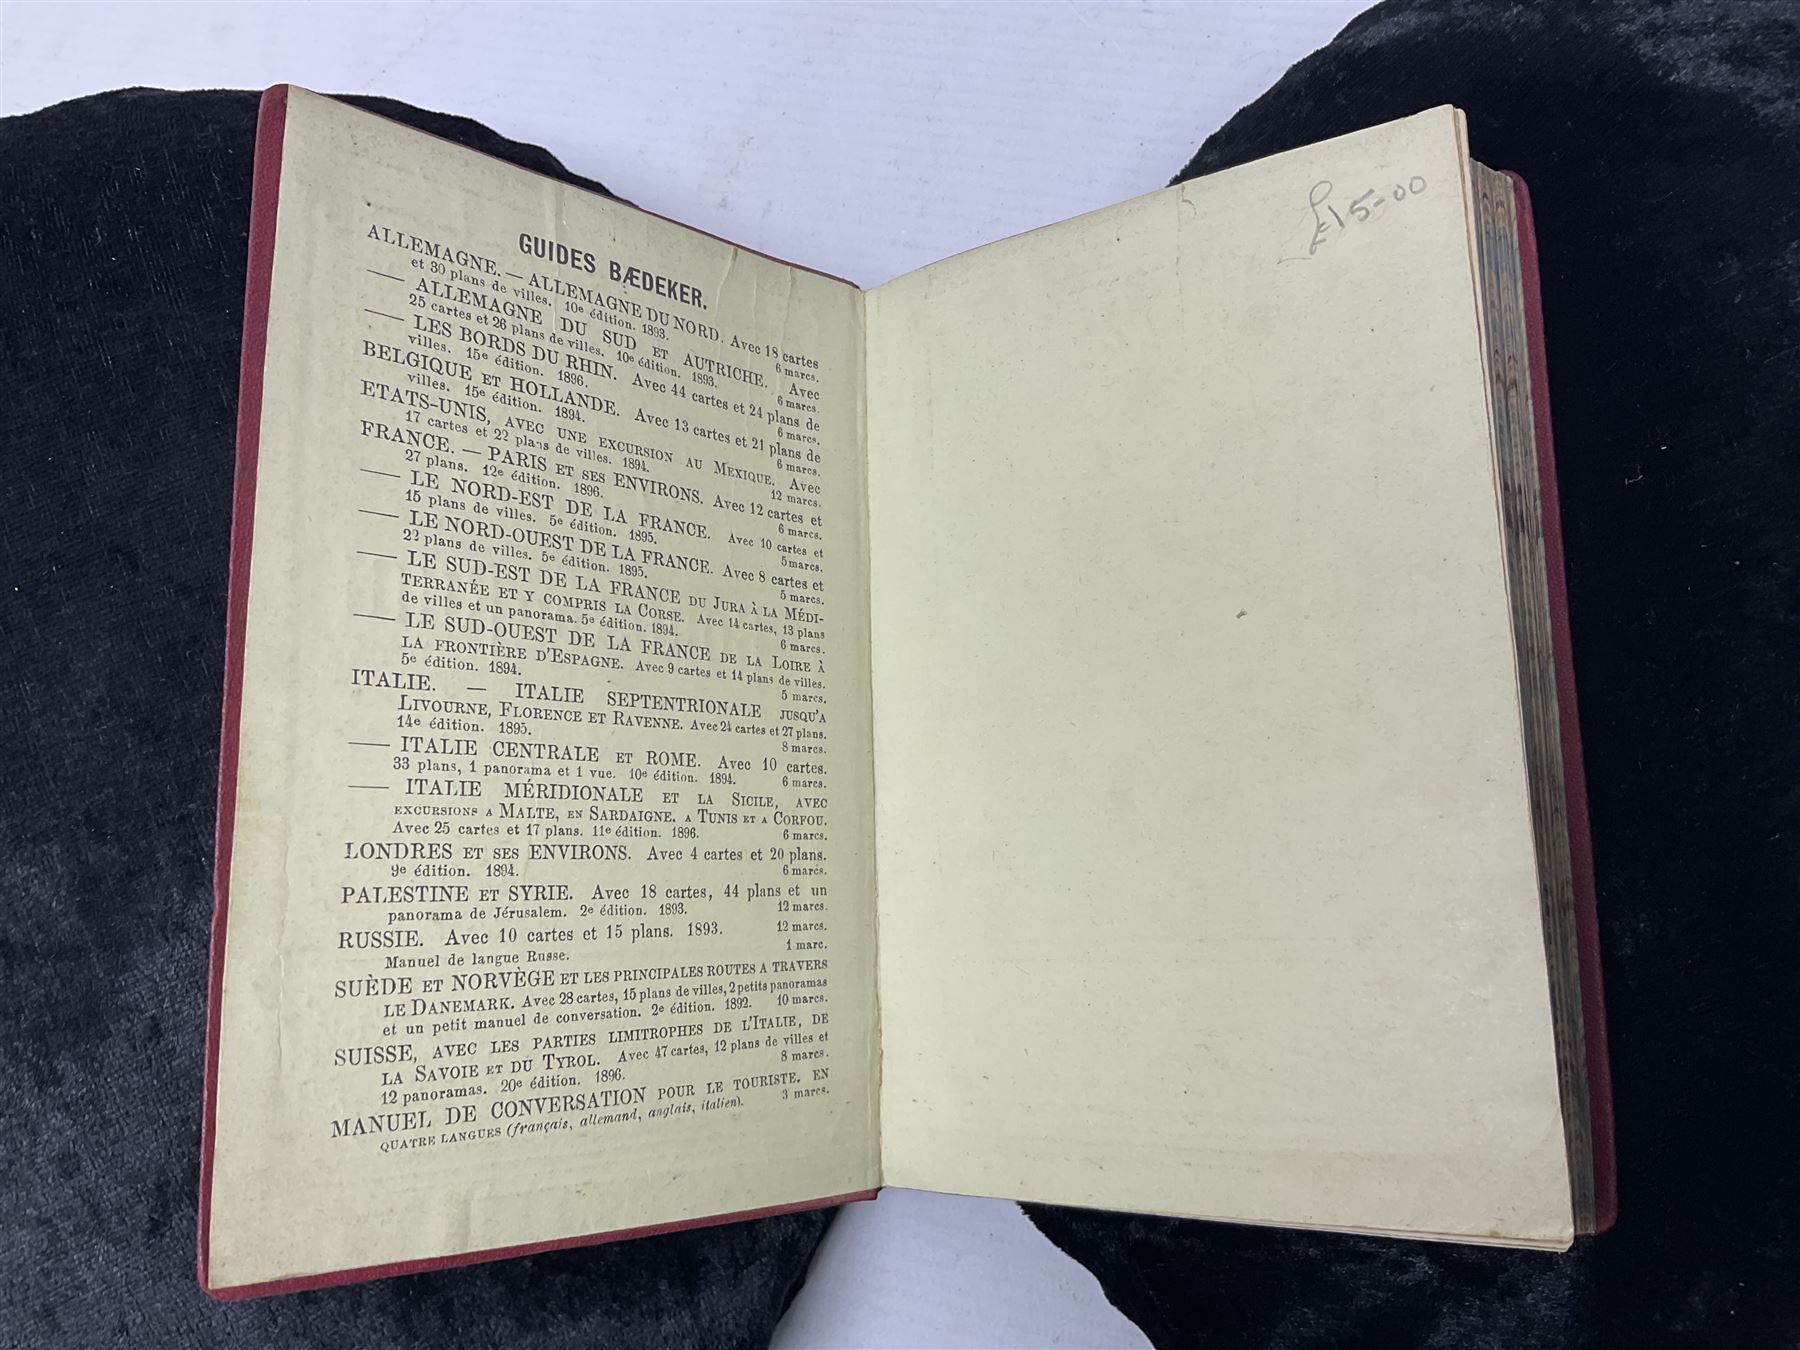 GUIDES BÆDEKER.
ALLEMAGNE. — ALLEMAGNE DU NORD. Avec 18 cartes
et 30 plans de villes. 10e édition. 1893. 6 marcs.
— ALLEMAGNE DU SUD ET AUTRICHE. Avec
25 cartes et 26 plans de villes. 10e édition. 1893. 6 marcs.
— LES BORDS DU RHIN. Avec 44 cartes et 24 plans de
villes. 15e édition. 1896. 6 marcs.
BELGIQUE ET HOLLANDE. Avec 13 cartes et 21 plans de
villes. 15e édition. 1894. 6 marcs.
ETATS-UNIS, AVEC UNE EXCURSION AU MEXIQUE. Avec
17 cartes et 22 plans de villes. 1894. 12 marcs.
FRANCE. — PARIS ET SES ENVIRONS. Avec 12 cartes et
27 plans. 12e édition. 1896. 6 marcs.
— LE NORD-EST DE LA FRANCE. Avec 10 cartes et
15 plans de villes. 5e édition. 1895. 5 marcs.
— LE NORD-OUEST DE LA FRANCE. Avec 8 cartes et
22 plans de villes. 5e édition. 1895. 5 marcs.
— LE SUD-EST DE LA FRANCE DU JURA À LA MÉDI-
TERRANÉE ET Y COMPRIS LA CORSE. Avec 14 cartes, 13 plans
de villes et un panorama. 5e édition. 1894. 6 marcs.
— LE SUD-OUEST DE LA FRANCE DE LA LOIRE À
LA FRONTIÈRE D'ESPAGNE. Avec 9 cartes et 14 plans de villes.
5e édition. 1894. 5 marcs.
ITALIE. — ITALIE SEPTENTRIONALE JUSQU'A
LIVOURNE, FLORENCE ET RAVENNE. Avec 24 cartes et 27 plans.
14e édition. 1895. 8 marcs.
— ITALIE CENTRALE ET ROME. Avec 10 cartes.
33 plans, 1 panorama et 1 vue. 10e édition. 1894. 6 marcs.
— ITALIE MÉRIDIONALE ET LA SICILE, AVEC
EXCURSIONS A MALTE, EN SARDAIGNE, A TUNIS ET A CORFOU.
Avec 25 cartes et 17 plans. 11e édition. 1896. 6 marcs.
LONDRES ET SES ENVIRONS. Avec 4 cartes et 20 plans.
9e édition. 1894. 6 marcs.
PALESTINE ET SYRIE. Avec 18 cartes, 44 plans et un
panorama de Jérusalem. 2e édition. 1893. 12 marcs.
RUSSIE. Avec 10 cartes et 15 plans. 1893. 12 marcs.
Manuel de langue Russe. 1 marc.
SUÈDE ET NORVÈGE ET LES PRINCIPALES ROUTES A TRAVERS
LE DANEMARK. Avec 28 cartes, 15 plans de villes, 2 petits panoramas
et un petit manuel de conversation. 2e édition. 1892. 10 marcs.
SUISSE, AVEC LES PARTIES LIMITROPHES DE L'ITALIE, DE
LA SAVOIE ET DU TYROL. Avec 47 cartes, 12 plans de villes et
12 panoramas. 20e édition. 1896. 8 marcs.
MANUEL DE CONVERSATION POUR LE TOURISTE, EN
QUATRE LANGUES (français, allemand, anglais, italien). 3 marcs.
£15-00